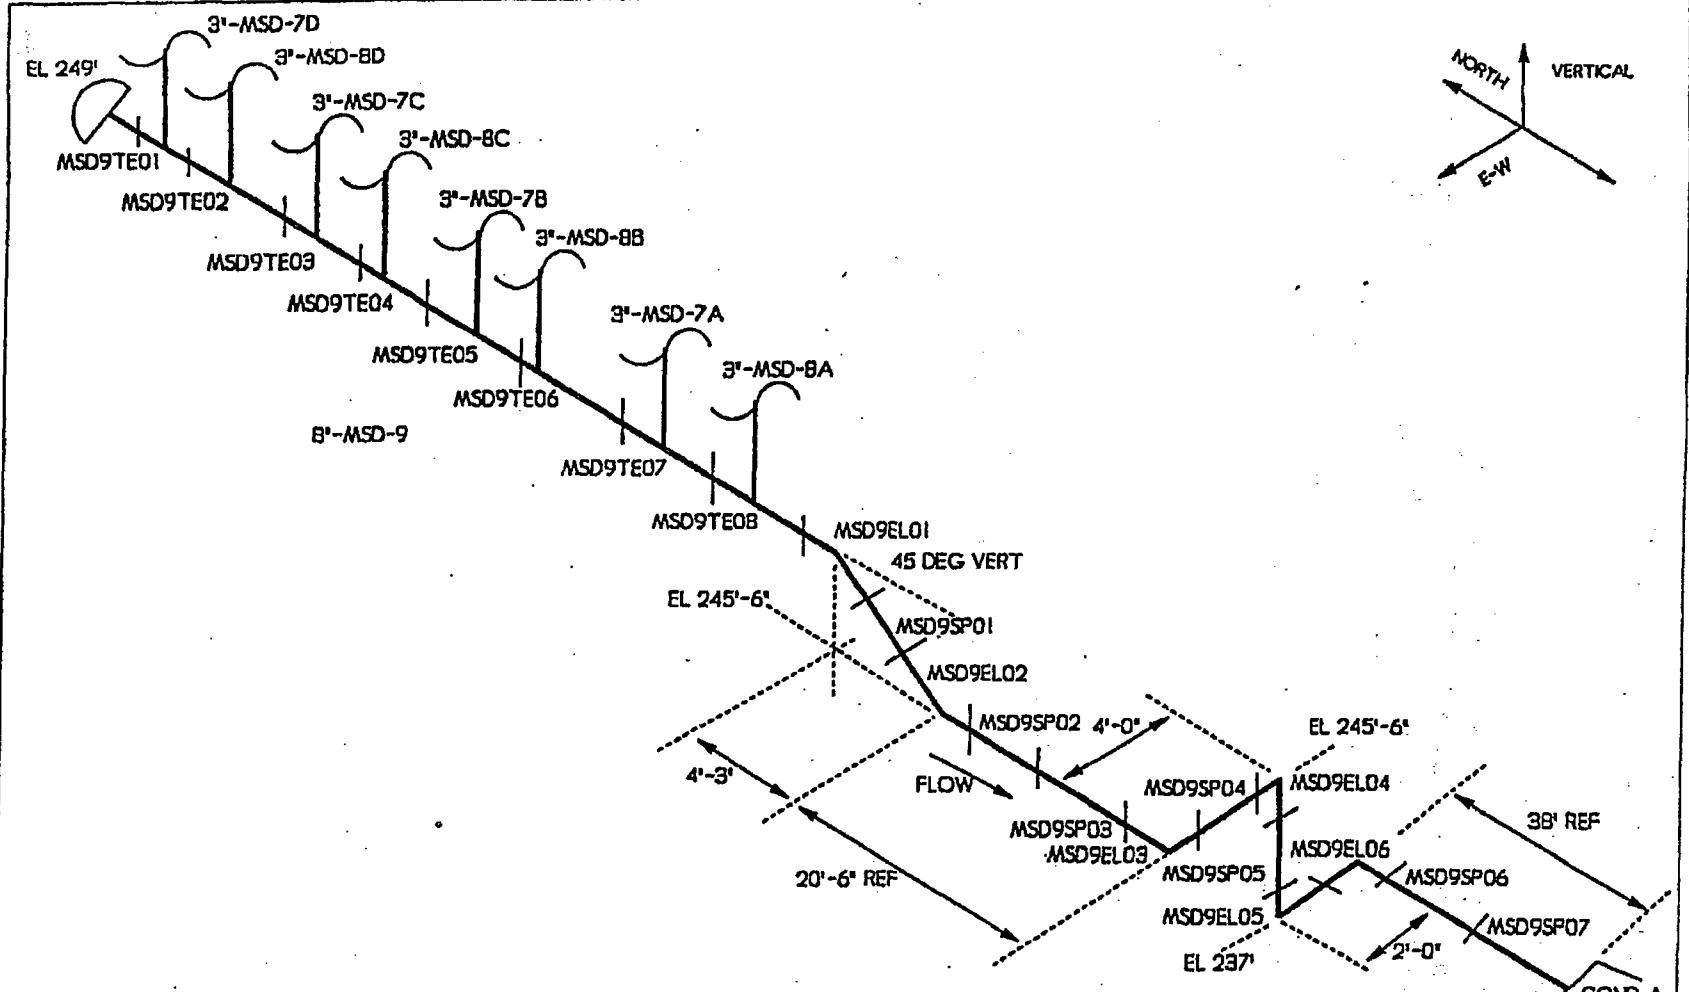 3"-MSD-7D
3"-MSD-8D
EL 249'
NORTH
VERTICAL
3"-MSD-7C
3"-MSD-8C
MSD9TE01
E-W
MSD9TE02
3"-MSD-7B
3"-MSD-8B
MSD9TE03
MSD9TE04
3"-MSD-7A
MSD9TE05
3"-MSD-8A
MSD9TE06
8"-MSD-9
MSD9TE07
MSD9TE08
MSD9EL01
45 DEG VERT
EL 245'-6"
MSD9SP01
MSD9EL02
MSD9SP02
4'-0"
EL 245'-6"
4'-3"
FLOW
MSD9SP04
MSD9EL04
MSD9SP03
38' REF
MSD9EL03
MSD9EL06
20'-6" REF
MSD9SP05
MSD9SP06
MSD9EL05
MSD9SP07
2'-0"
EL 237'